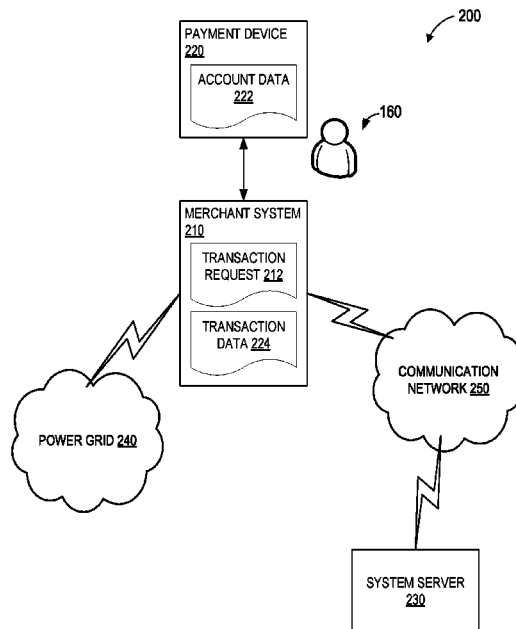 200
PAYMENT DEVICE
220
ACCOUNT DATA
222
160
MERCHANT SYSTEM
210
TRANSACTION
REQUEST 212
TRANSACTION
DATA 224
COMMUNICATION
NETWORK 250
POWER GRID 240
SYSTEM SERVER
230